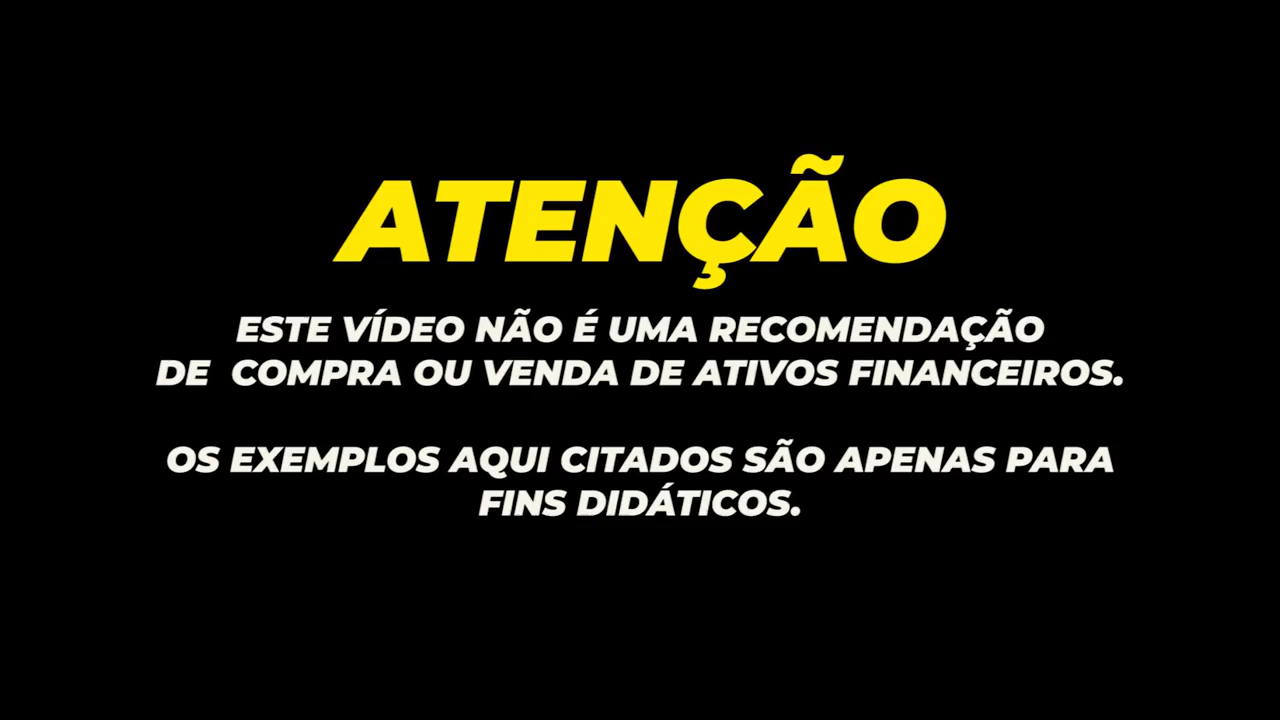 ATENÇÃO
ESTE VÍDEO NÃO É UMA RECOMENDAÇÃO
DE  COMPRA OU VENDA DE ATIVOS FINANCEIROS.
OS EXEMPLOS AQUI CITADOS SÃO APENAS PARA
FINS DIDÁTICOS.